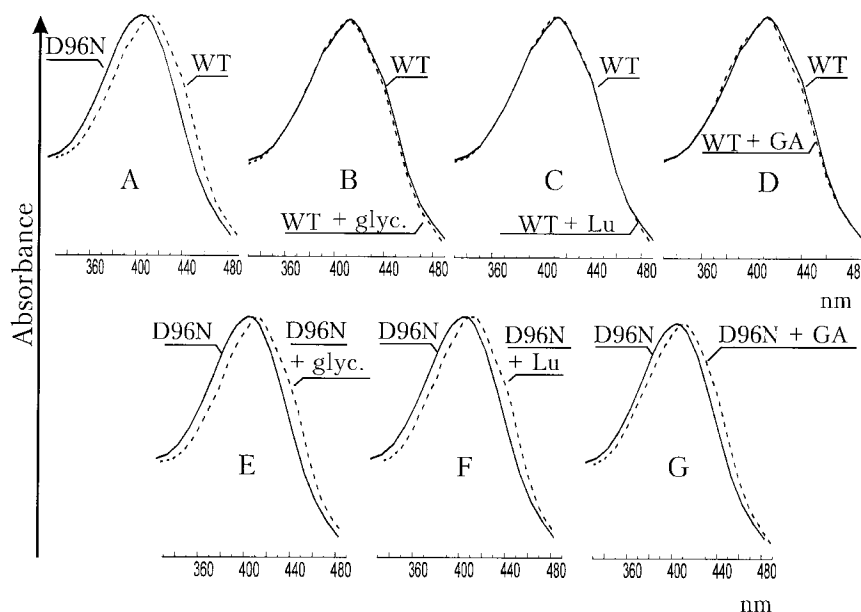 Absorbance
D96N
WT
A
WT
B
WT + glyc.
WT
C
WT + Lu
WT
WT + GA
D
360 400 440 480
360 400 440 480
360 400 440 480
360 400 440 480
nm
D96N
D96N
+ glyc.
E
D96N
D96N
+ Lu
F
D96N
D96N + GA
G
360 400 440 480
360 400 440 480
360 400 440 480
nm